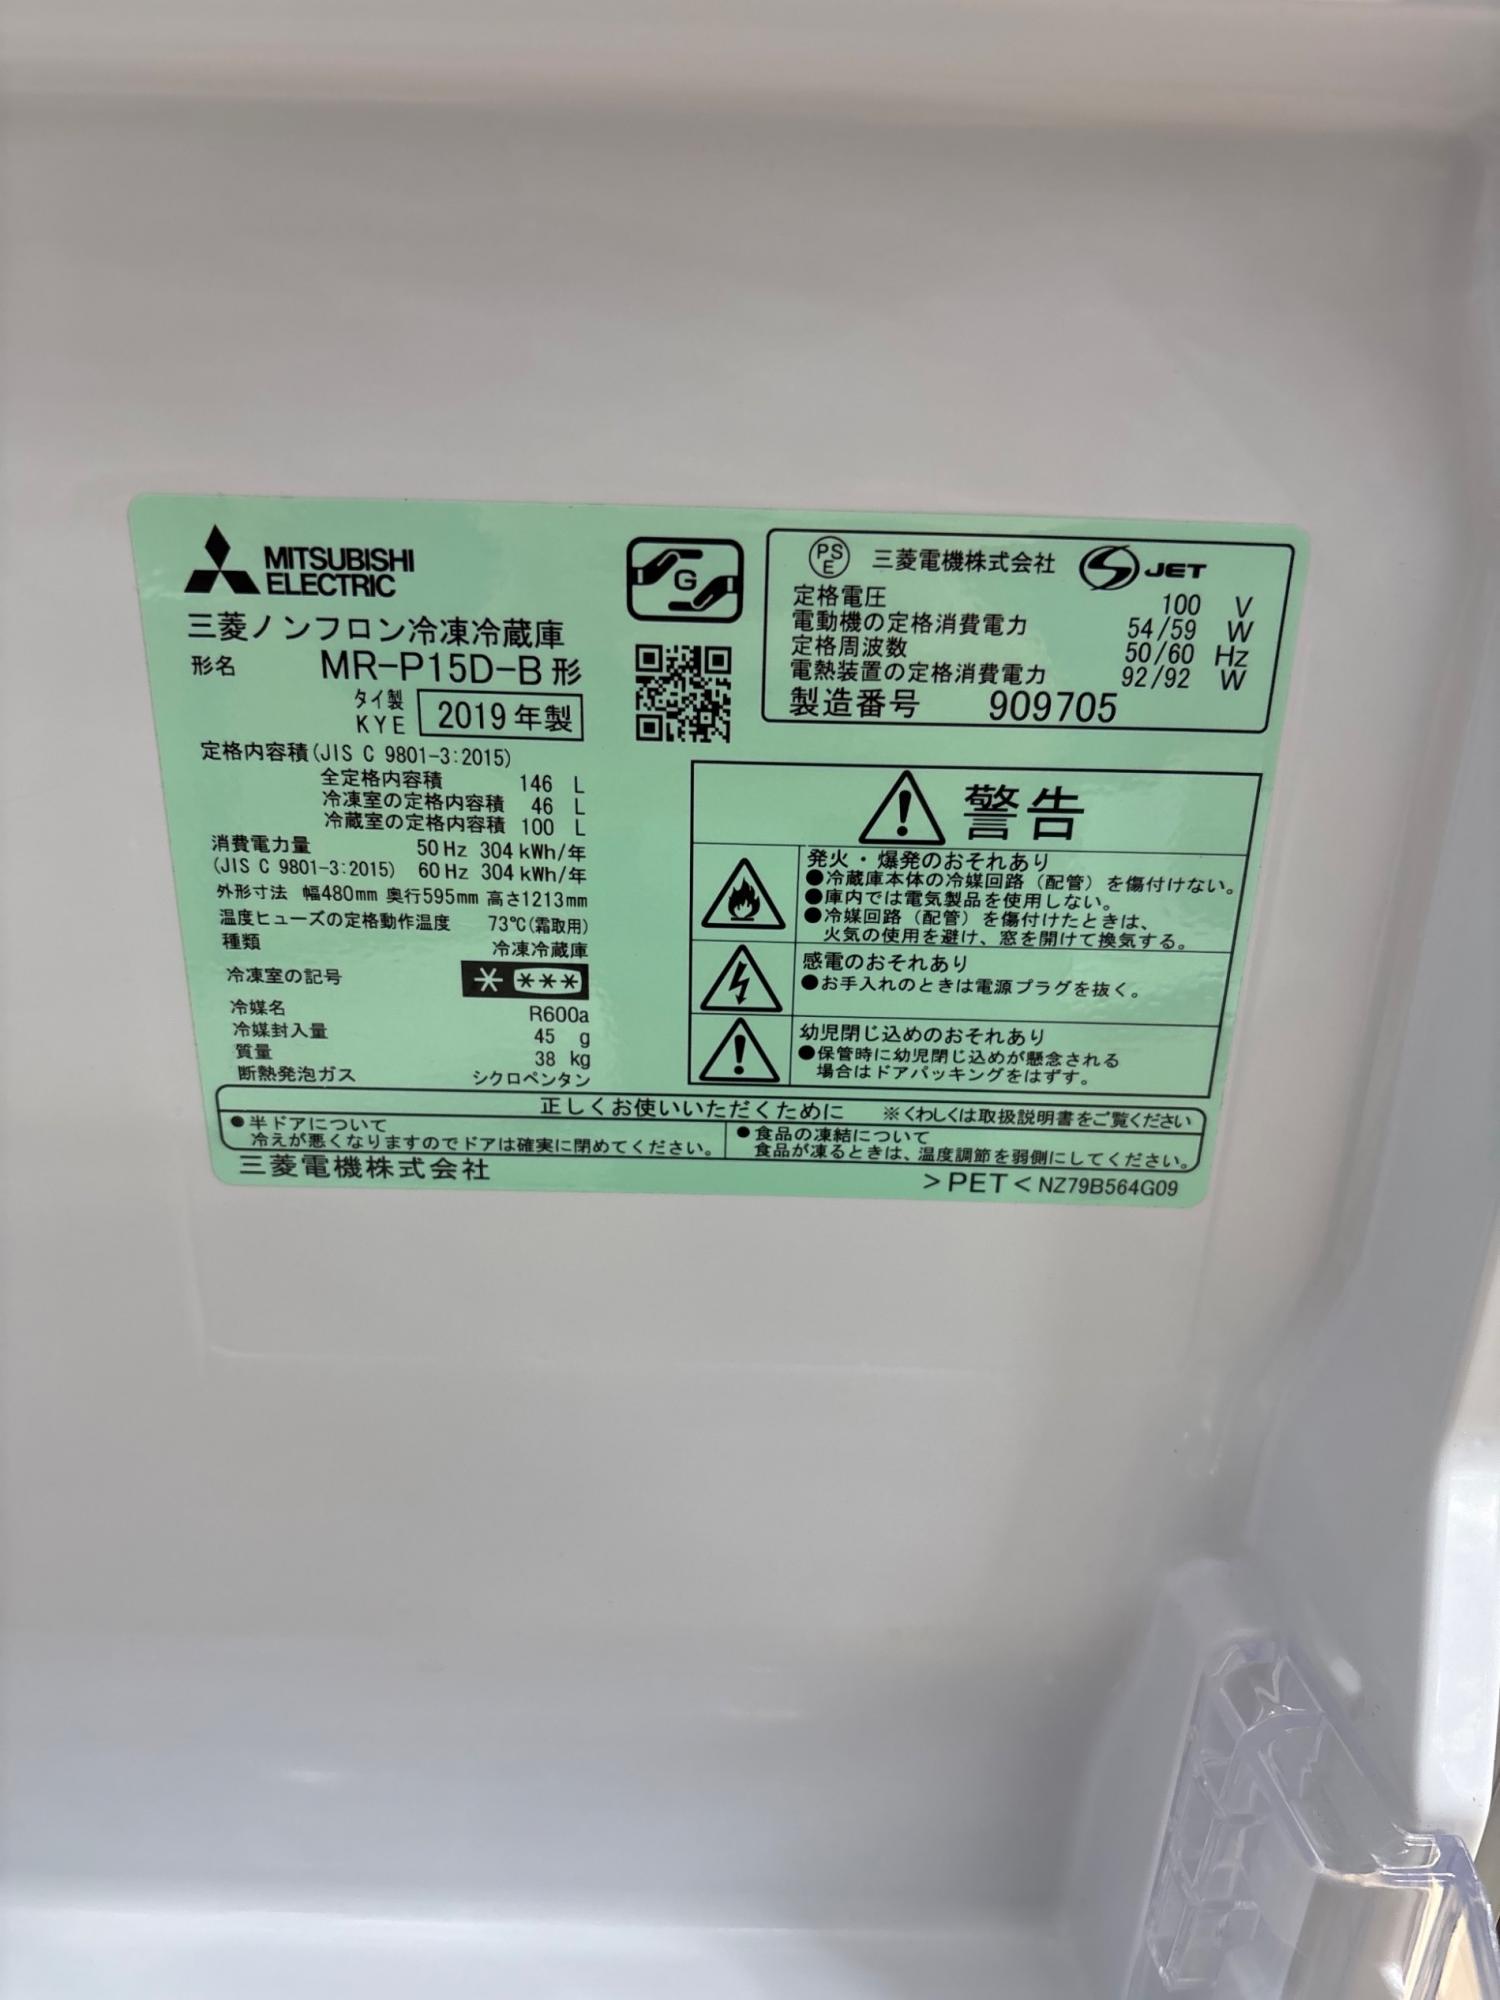 MITSUBISHI
ELECTRIC
三菱ノンフロン冷凍冷蔵庫
形名 MR-P15D-B 形
タイ製
KYE 2019年製
定格内容積(JIS C 9801-3:2015)
全定格内容積 146 L
冷凍室の定格内容積 46 L
冷蔵室の定格内容積 100 L
消費電力量 50Hz 304kWh/年
(JIS C 9801-3:2015) 60Hz 304kWh/年
外形寸法 幅480mm 奥行595mm 高さ1213mm
温度ヒューズの定格動作温度 73℃(霜取用)
種類 冷凍冷蔵庫
冷凍室の記号 * ***
冷媒名 R600a
冷媒封入量 45 g
質量 38 kg
断熱発泡ガス シクロペンタン
G
PS
E
三菱電機株式会社 S JET
定格電圧 100 V
電動機の定格消費電力 54/59 W
定格周波数 50/60 Hz
電熱装置の定格消費電力 92/92 W
製造番号 909705
警告
発火・爆発のおそれあり
●冷蔵庫本体の冷媒回路(配管)を傷付けない。
●庫内では電気製品を使用しない。
●冷媒回路(配管)を傷付けたときは、
火気の使用を避け、窓を開けて換気する。
感電のおそれあり
●お手入れのときは電源プラグを抜く。
幼児閉じ込めのおそれあり
●保管時に幼児閉じ込めが懸念される
場合はドアパッキングをはずす。
正しくお使いいただくために ※くわしくは取扱説明書をご覧ください
●半ドアについて
冷えが悪くなりますのでドアは確実に閉めてください。
●食品の凍結について
食品が凍るときは、温度調節を弱側にしてください。
三菱電機株式会社
>PET< NZ79B564G09